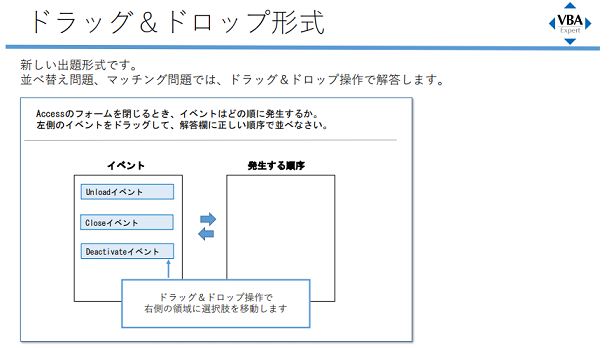 ドラッグ＆ドロップ形式
VBA
Expert
新しい出題形式です。
並べ替え問題、マッチング問題では、ドラッグ＆ドロップ操作で解答します。
Accessのフォームを閉じるとき、イベントはどの順に発生するか。
左側のイベントをドラッグして、解答欄に正しい順序で並べなさい。
イベント
発生する順序
Unloadイベント
Closeイベント
Deactivateイベント
ドラッグ＆ドロップ操作で
右側の領域に選択肢を移動します